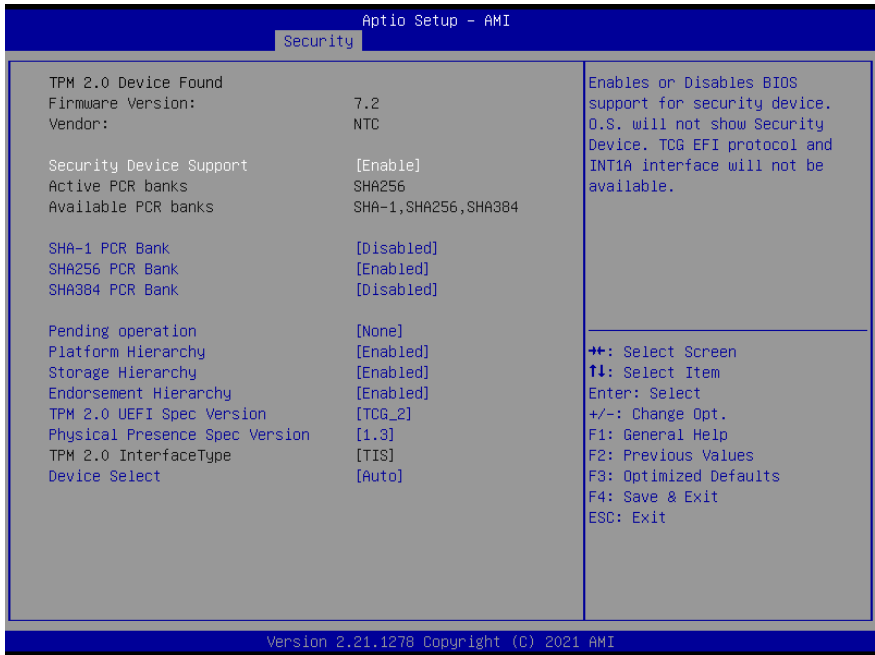 Aptio Setup – AMI
Security
TPM 2.0 Device Found
Firmware Version: 7.2
Vendor: NTC
Security Device Support [Enable]
Active PCR banks SHA256
Available PCR banks SHA-1,SHA256,SHA384
SHA-1 PCR Bank [Disabled]
SHA256 PCR Bank [Enabled]
SHA384 PCR Bank [Disabled]
Pending operation [None]
Platform Hierarchy [Enabled]
Storage Hierarchy [Enabled]
Endorsement Hierarchy [Enabled]
TPM 2.0 UEFI Spec Version [TCG_2]
Physical Presence Spec Version [1.3]
TPM 2.0 InterfaceType [TIS]
Device Select [Auto]
Enables or Disables BIOS
support for security device.
O.S. will not show Security
Device. TCG EFI protocol and
INT1A interface will not be
available.
→←: Select Screen
↑↓: Select Item
Enter: Select
+/-: Change Opt.
F1: General Help
F2: Previous Values
F3: Optimized Defaults
F4: Save & Exit
ESC: Exit
Version 2.21.1278 Copyright (C) 2021 AMI